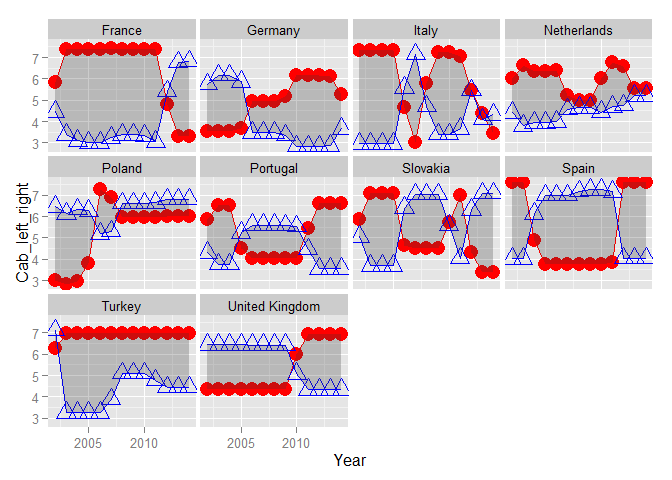 France Germany Italy Netherlands
7
6
5
4
3
Poland Portugal Slovakia Spain
7
6
5
4
3
Cab_left_right
Turkey United Kingdom
7
6
5
4
3
2005 2010 2005 2010
Year